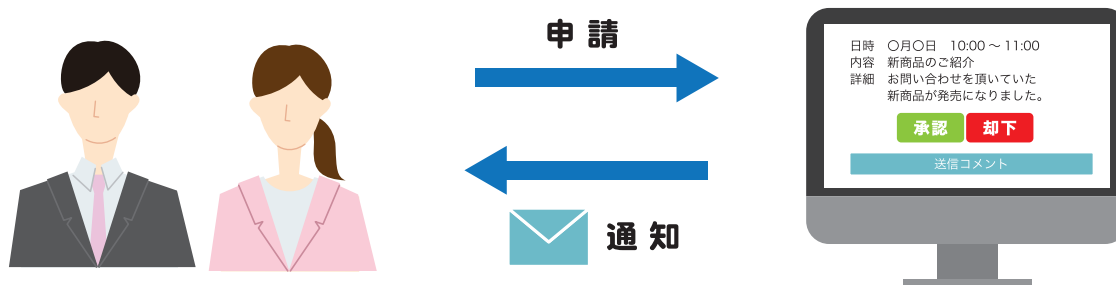 申請
日時 〇月〇日 10:00 ～ 11:00
内容 新商品のご紹介
詳細 お問い合わせを頂いていた
新商品が発売になりました。
承認 却下
送信コメント
通知